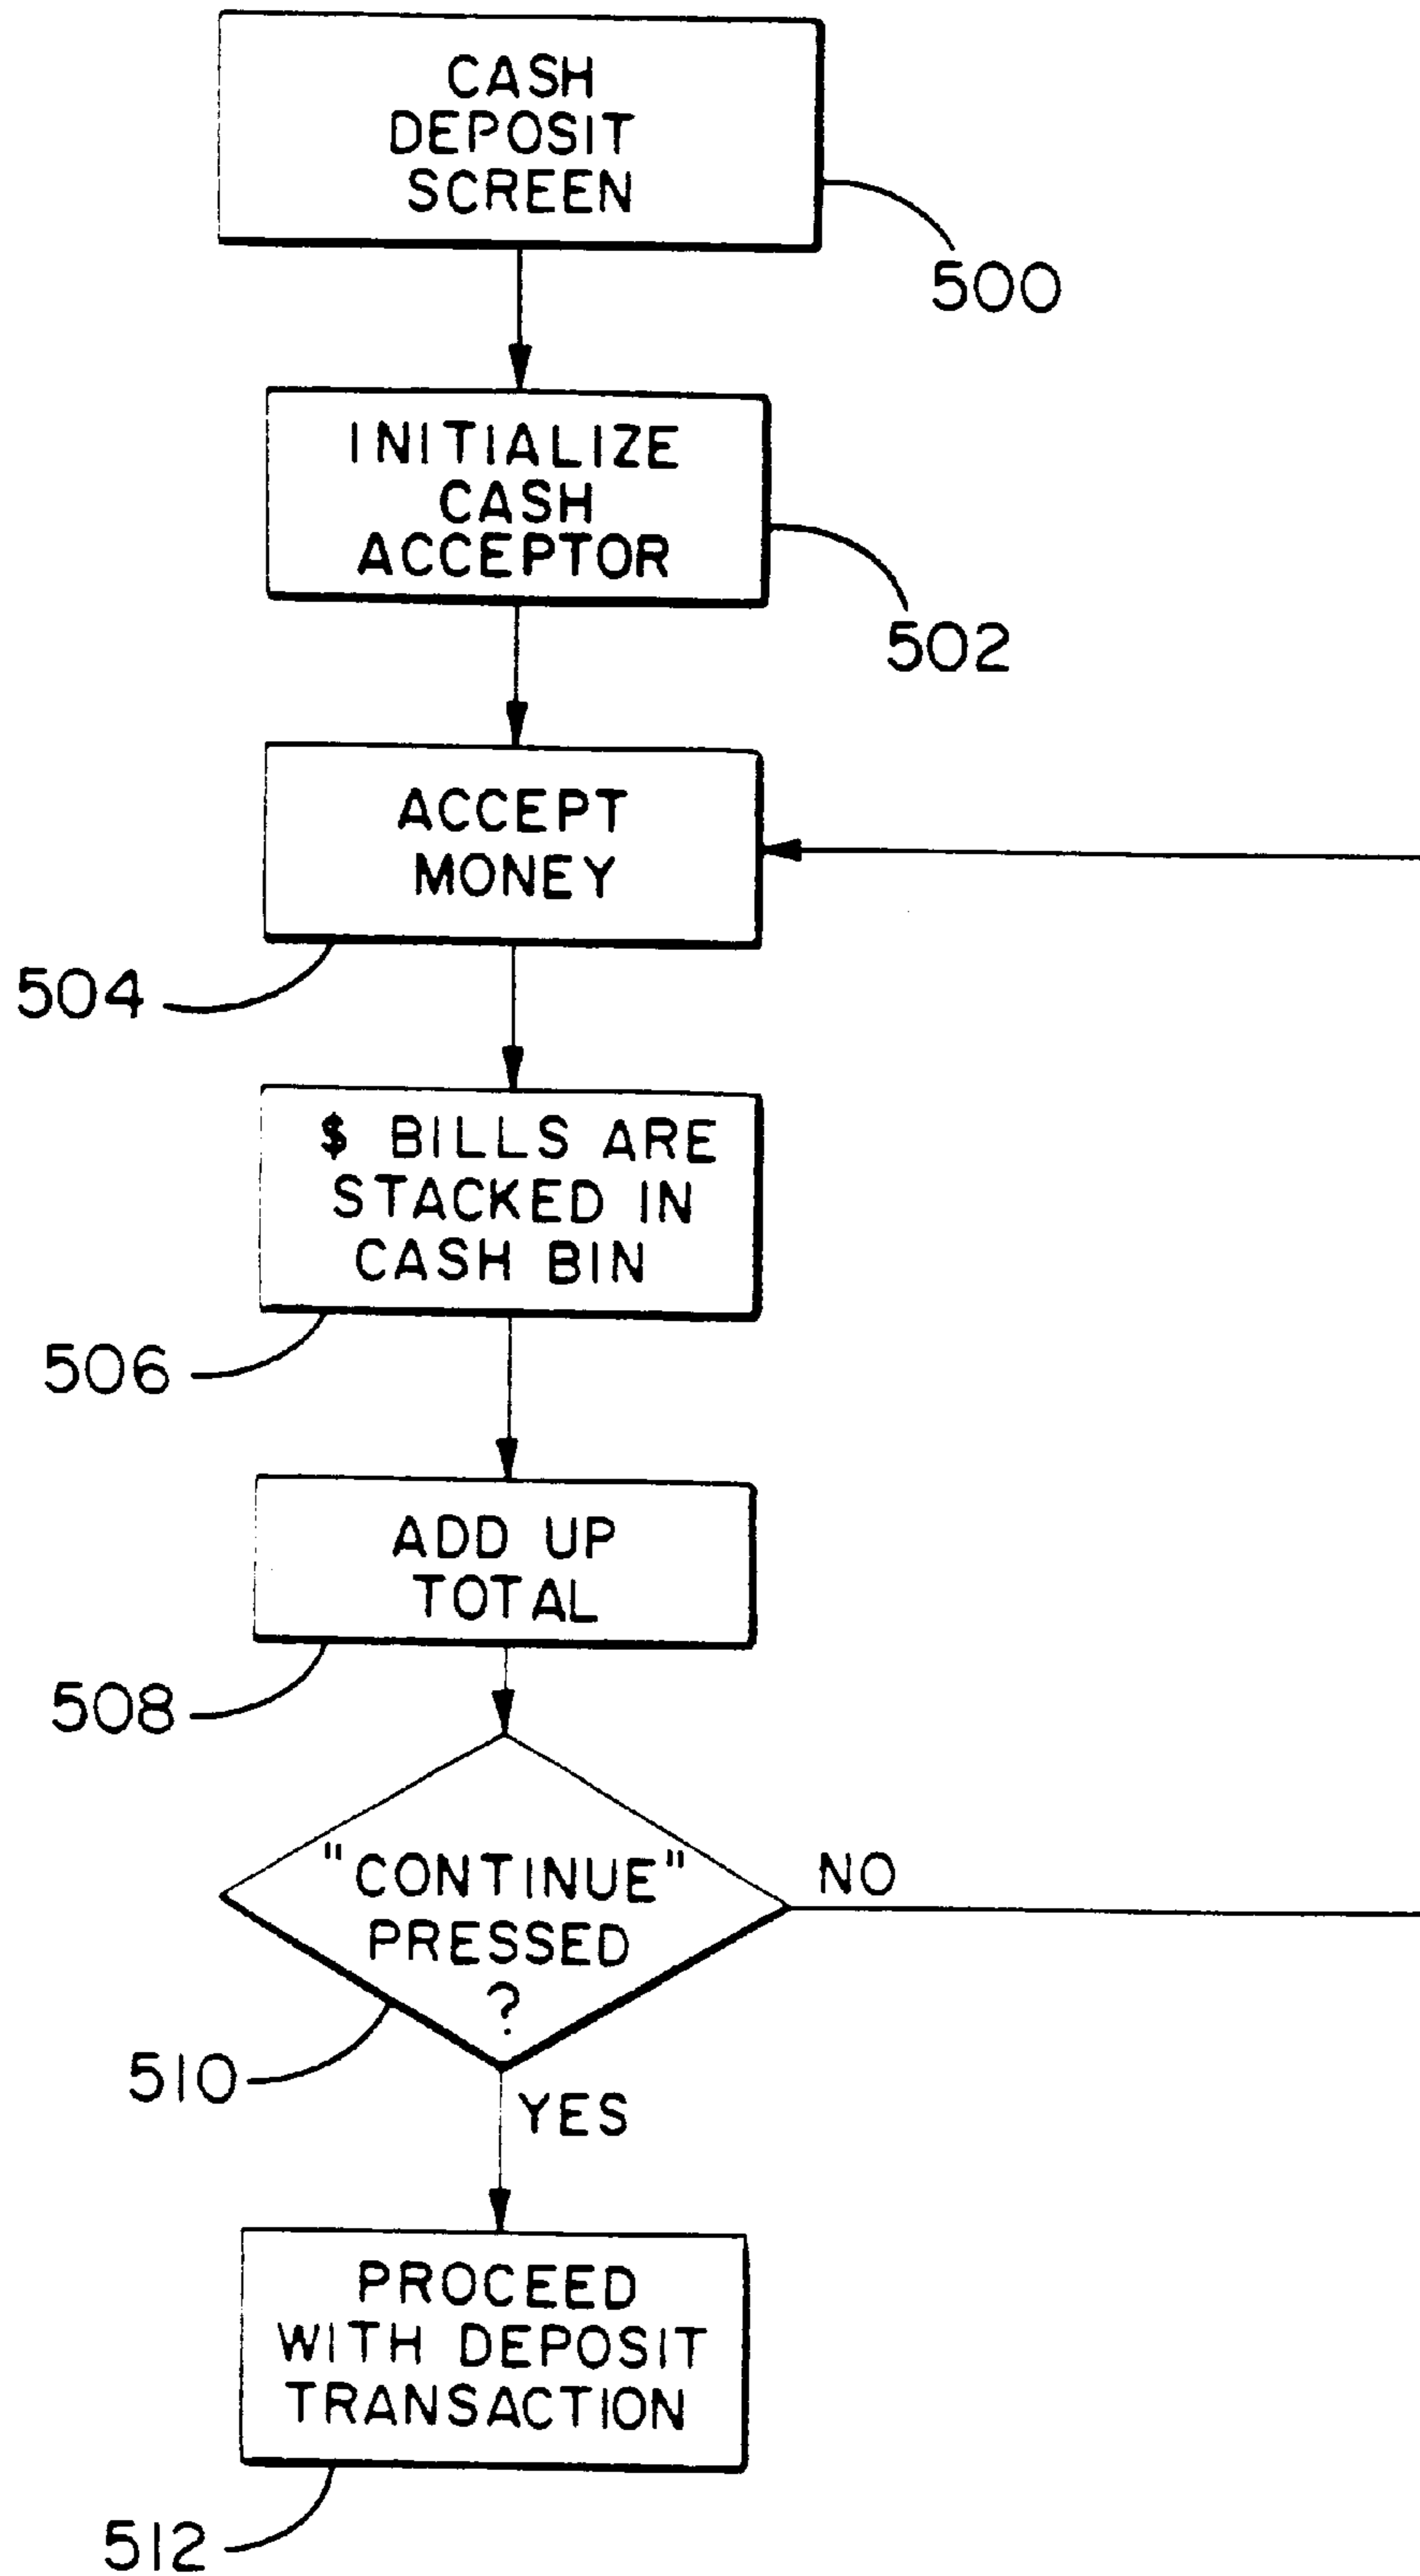 CASH
DEPOSIT
SCREEN
500
INITIALIZE
CASH
ACCEPTOR
502
ACCEPT
MONEY
504
$ BILLS ARE
STACKED IN
CASH BIN
506
ADD UP
TOTAL
508
"CONTINUE"
PRESSED
?
NO
510
YES
PROCEED
WITH DEPOSIT
TRANSACTION
512